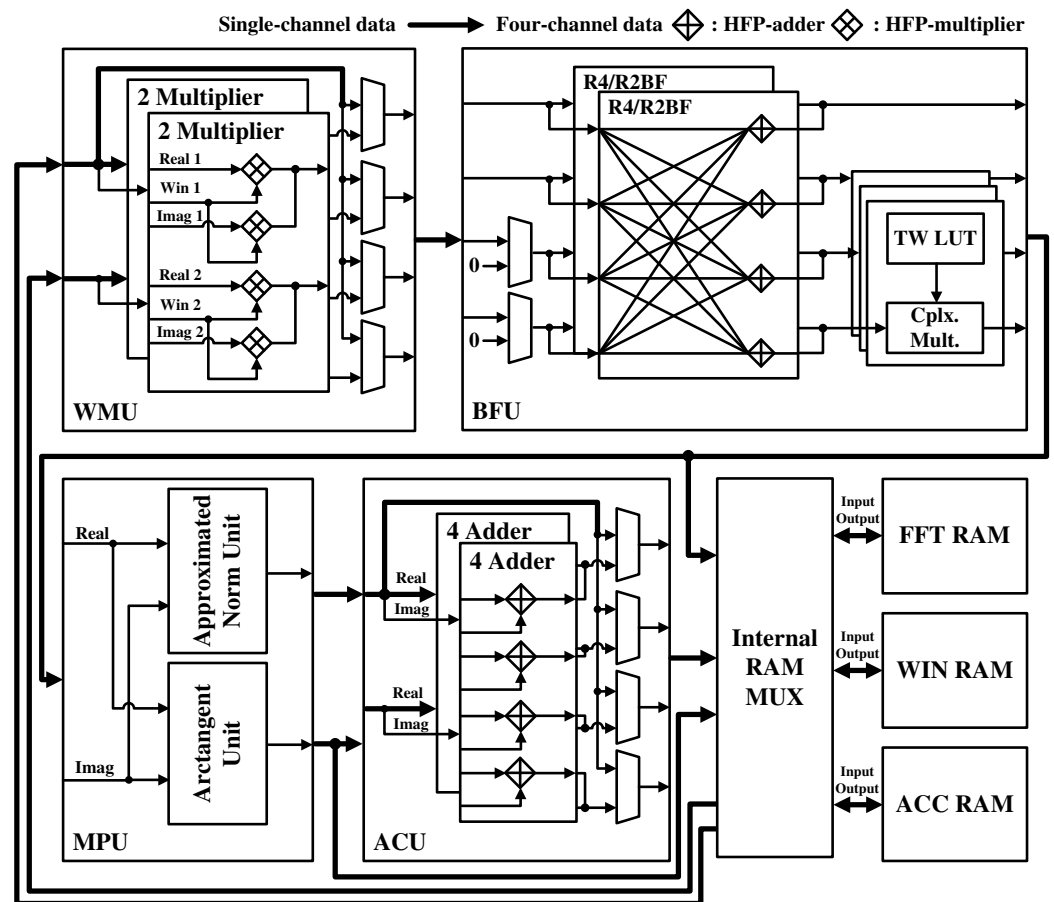 Single-channel data Four-channel data : HFP-adder : HFP-multiplier
2 Multiplier
2 Multiplier
Real 1
Win 1
Imag 1
Real 2
Win 2
Imag 2
WMU
R4/R2BF
R4/R2BF
0
0
TW LUT
Cplx.
Mult.
BFU
Real
Imag
Approximated
Norm Unit
Arctangent
Unit
MPU
4 Adder
4 Adder
Real
Imag
Real
Imag
ACU
Internal
RAM
MUX
Input
Output
FFT RAM
Input
Output
WIN RAM
Input
Output
ACC RAM